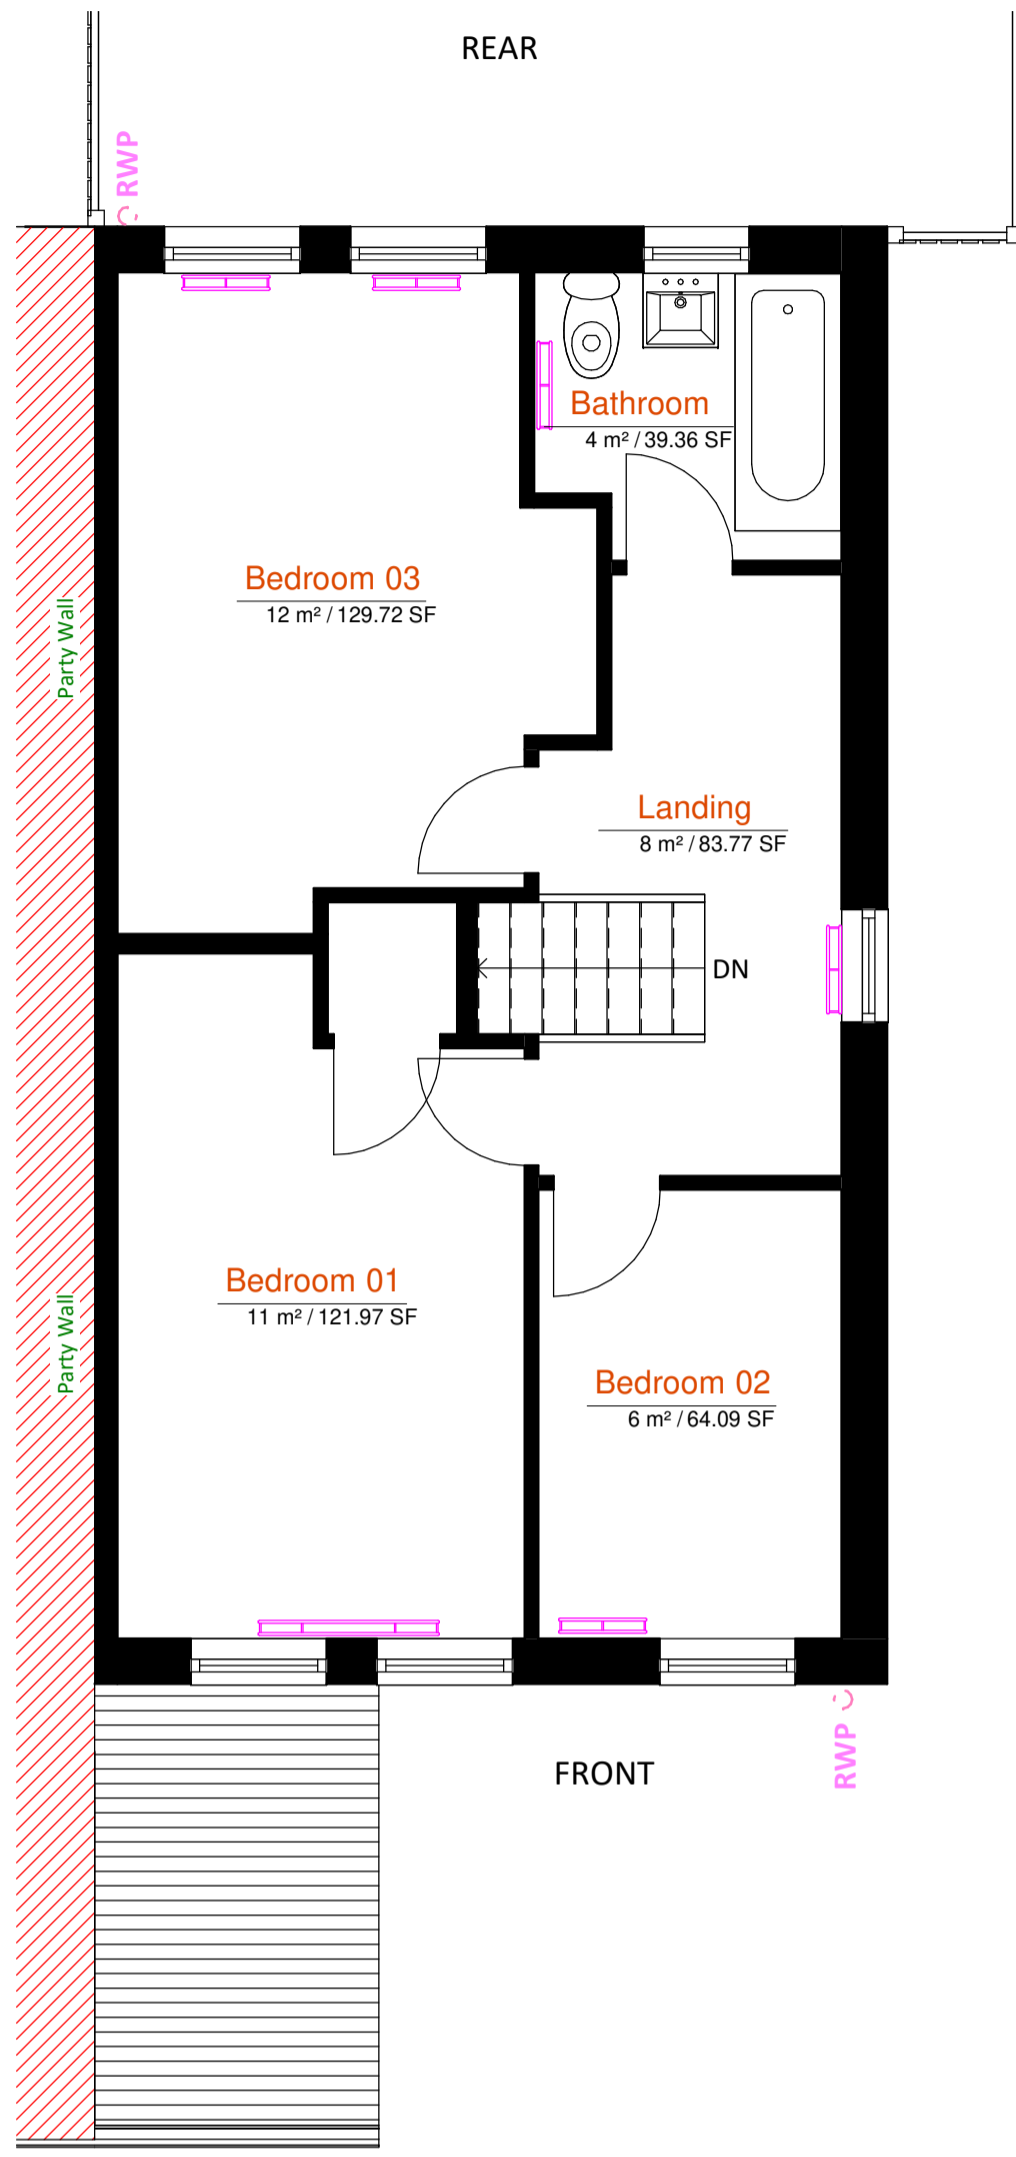 REAR
RWP
Bathroom
4 m² / 39.36 SF
Bedroom 03
12 m² / 129.72 SF
Party Wall
Landing
8 m² / 83.77 SF
DN
Bedroom 01
11 m² / 121.97 SF
Party Wall
Bedroom 02
6 m² / 64.09 SF
RWP
FRONT